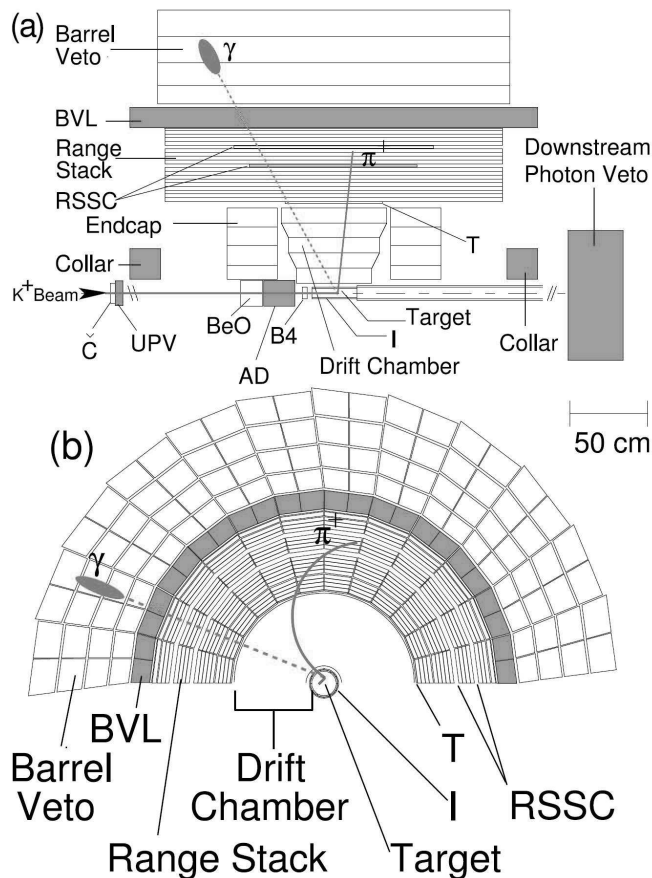 (a)
Barrel
Veto
γ
BVL
Range
Stack
π+
RSSC
Downstream
Photon Veto
Endcap
T
Collar
K+Beam
Č
UPV
BeO
AD
B4
I
Target
Drift Chamber
Collar
50 cm
(b)
π+
γ
BVL
Barrel
Veto
Drift
Chamber
T
I
RSSC
Range Stack
Target